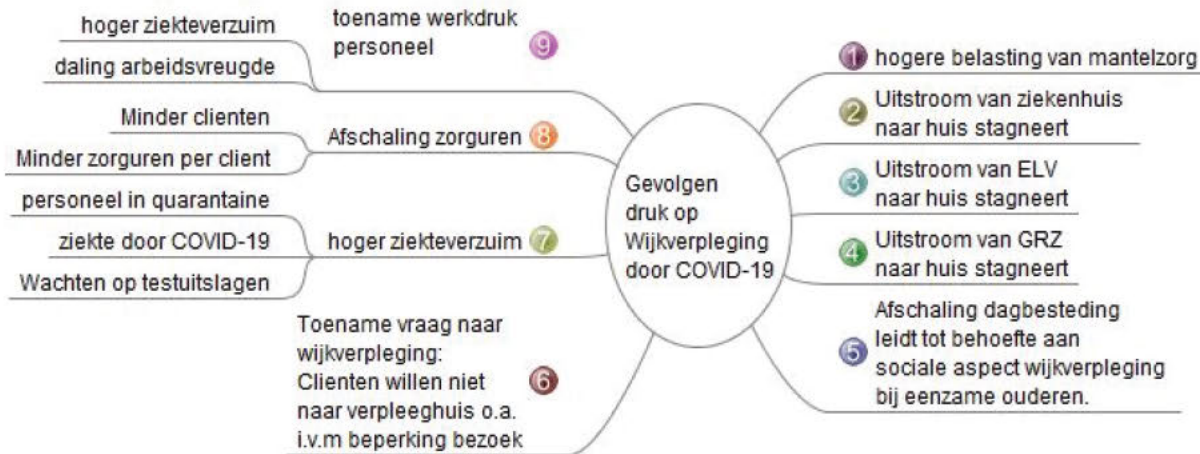 Gevolgen
druk op
Wijkverpleging
door COVID-19
1 hogere belasting van mantelzorg
2 Uitstroom van ziekenhuis
naar huis stagneert
3 Uitstroom van ELV
naar huis stagneert
4 Uitstroom van GRZ
naar huis stagneert
5 Afschaling dagbesteding
leidt tot behoefte aan
sociale aspect wijkverpleging
bij eenzame ouderen.
6 Toename vraag naar
wijkverpleging:
Clienten willen niet
naar verpleeghuis o.a.
i.v.m beperking bezoek
7 hoger ziekteverzuim
personeel in quarantaine
ziekte door COVID-19
Wachten op testuitslagen
8 Afschaling zorguren
Minder clienten
Minder zorguren per client
9 toename werkdruk
personeel
hoger ziekteverzuim
daling arbeidsvreugde